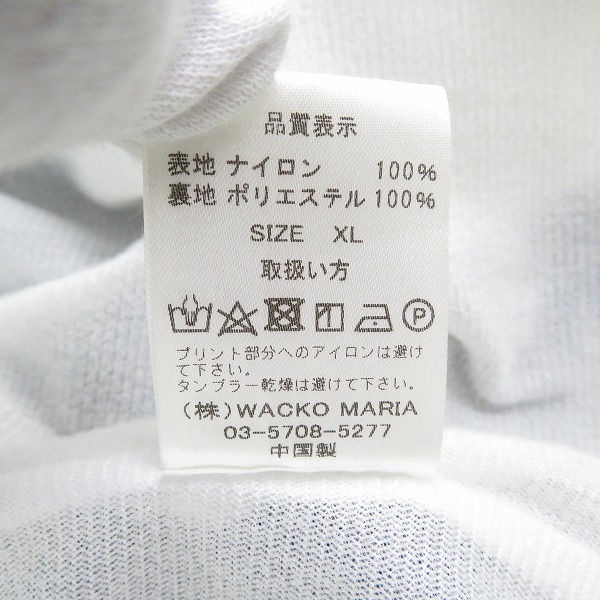 品質表示
表地 ナイロン 100%
裏地 ポリエステル 100%
SIZE XL
取扱い方
P
プリント部分へのアイロンは避け
て下さい。
タンブラー乾燥は避けて下さい。
(株)WACKO MARIA
03-5708-5277
中国製